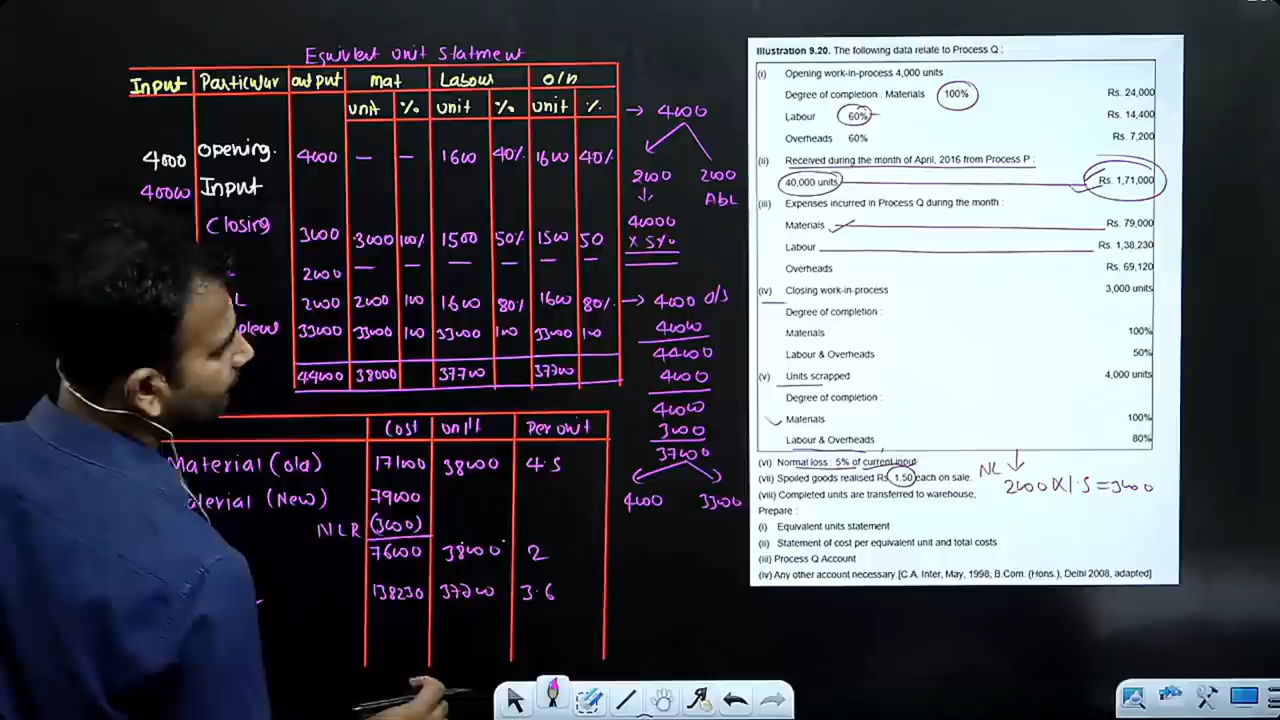 Equivlent unit Statment
Input Particular output mat Labour O/H
unit % unit % unit %
4000 opening. 4000 — — 1600 40% 1600 40%
40000 Input
Closing 3000 3000 100% 1500 50% 1500 50
2000 — — — — — —
L 2000 2000 100 1600 80% 1600 80%
33000 33000 100 33000 100 33000 100
44000 38000 37700 37700
→ 4000
2000 2000
AbL
40000
× 5%
→ 4000 o/s
40000
44000
4000
40000
3000
37000
4000 33000
Cost unit Per unit
Material (old) 171000 38000 4.5
terial (New) 79000
NLR (3000)
76000 38000 2
138230 37700 3.6
Illustration 9.20. The following data relate to Process Q :
(i) Opening work-in-process 4,000 units
Degree of completion : Materials 100% Rs. 24,000
Labour 60% Rs. 14,400
Overheads 60% Rs. 7,200
(ii) Received during the month of April, 2016 from Process P :
40,000 units Rs. 1,71,000
(iii) Expenses incurred in Process Q during the month :
Materials Rs. 79,000
Labour Rs. 1,38,230
Overheads Rs. 69,120
(iv) Closing work-in-process 3,000 units
Degree of completion :
Materials 100%
Labour & Overheads 50%
(v) Units scrapped 4,000 units
Degree of completion :
Materials 100%
Labour & Overheads 80%
(vi) Normal loss : 5% of current input
(vii) Spoiled goods realised Rs. 1.50 each on sale.
NL
2000 X 1.5 = 3000
(viii) Completed units are transferred to warehouse;
Prepare :
(i) Equivalent units statement
(ii) Statement of cost per equivalent unit and total costs
(iii) Process Q Account
(iv) Any other account necessary [C.A. Inter, May, 1998, B.Com. (Hons.), Delhi 2008, adapted]